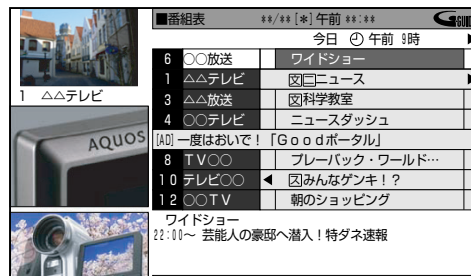 ■番組表 **/**[*]午前 **:**
G-GUIDE
今日 午前 9時
6 ○○放送 ワイドショー
1 △△テレビ 文二ニュース
3 △△放送 文科学教室
4 ○○テレビ ニュースダッシュ
[AD]一度はおいで！「Ｇｏｏｄポータル」
8 ＴＶ○○ プレーバック・ワールド…
10 テレビ○○ ◀ 又みんなゲンキ！？
12 ○○ＴＶ 朝のショッピング
ワイドショー
22:00～ 芸能人の豪邸へ潜入！特ダネ速報
1 △△テレビ
AQUOS